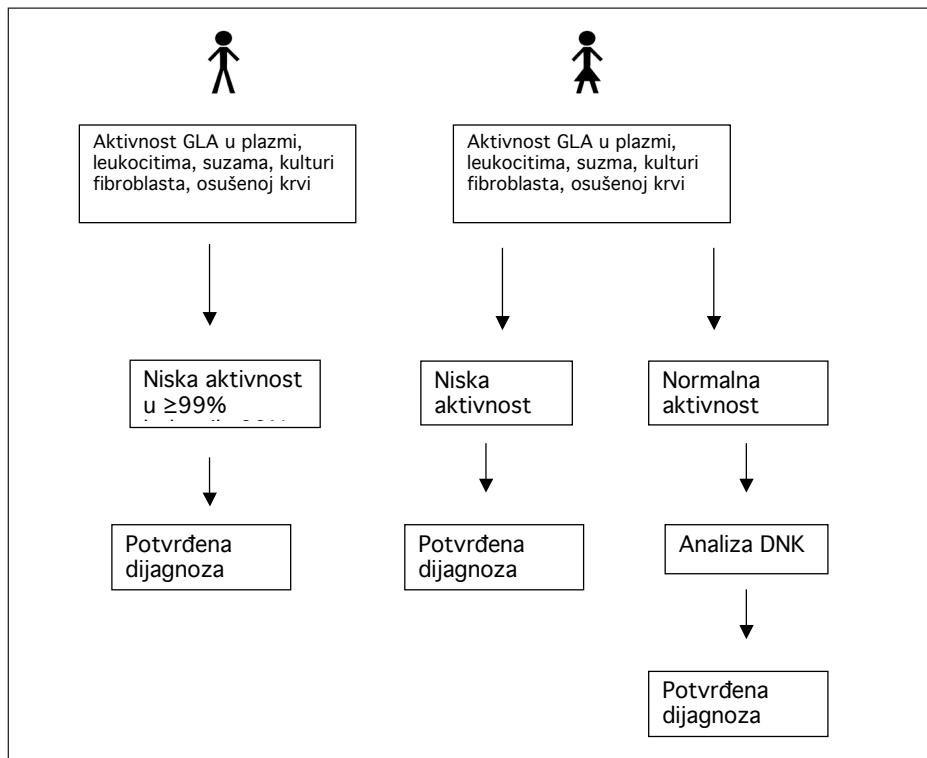 Aktivnost GLA u plazmi,
leukocitima, suzama, kulturi
fibroblasta, osušenoj krvi
Aktivnost GLA u plazmi,
leukocitima, suzma, kulturi
fibroblasta, osušenoj krvi
Niska aktivnost
u ≥99%
Niska
aktivnost
Normalna
aktivnost
Potvrđena
dijagnoza
Potvrđena
dijagnoza
Analiza DNK
Potvrđena
dijagnoza